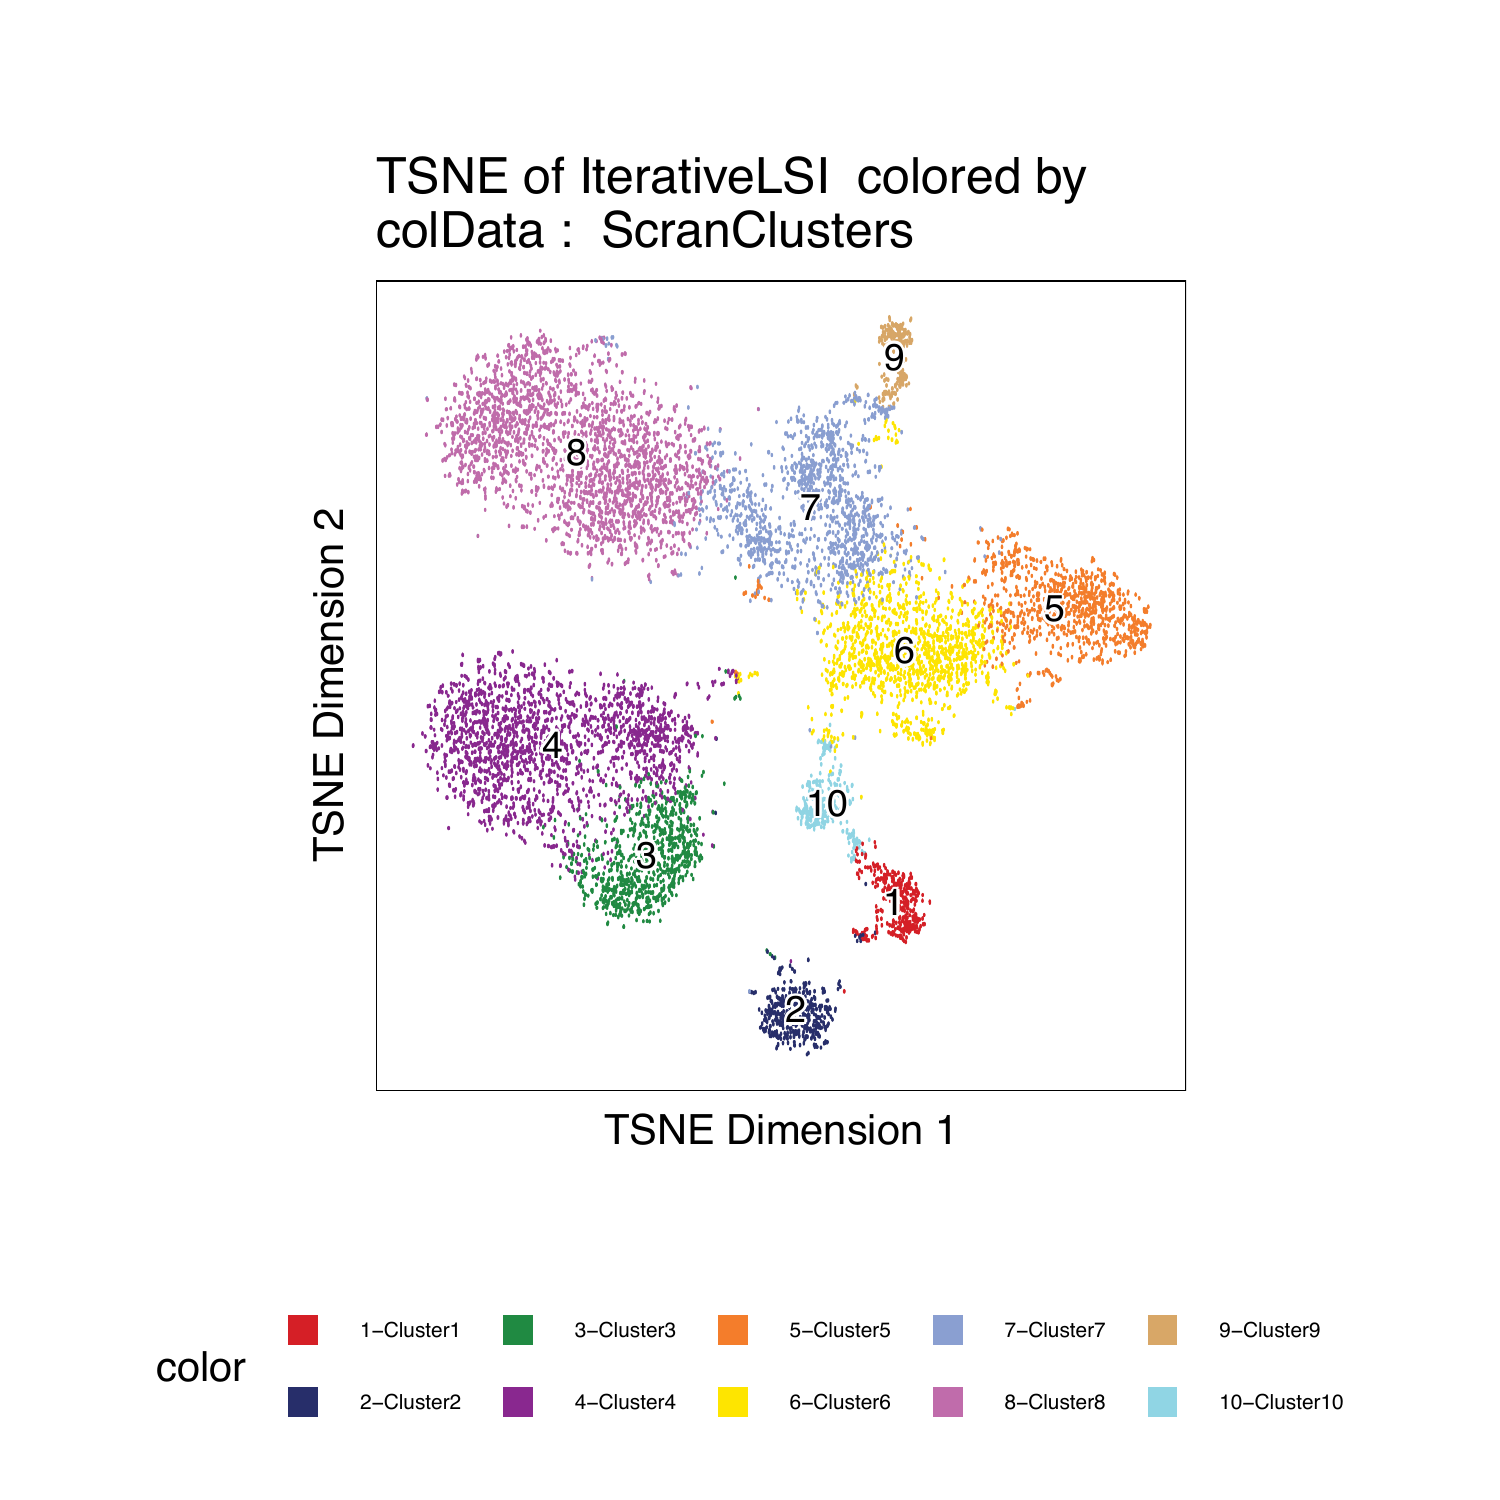 TSNE of IterativeLSI  colored by
colData :  ScranClusters
TSNE Dimension 2
9
8
7
5
6
4
10
3
1
2
TSNE Dimension 1
color
1−Cluster1
3−Cluster3
5−Cluster5
7−Cluster7
9−Cluster9
2−Cluster2
4−Cluster4
6−Cluster6
8−Cluster8
10−Cluster10